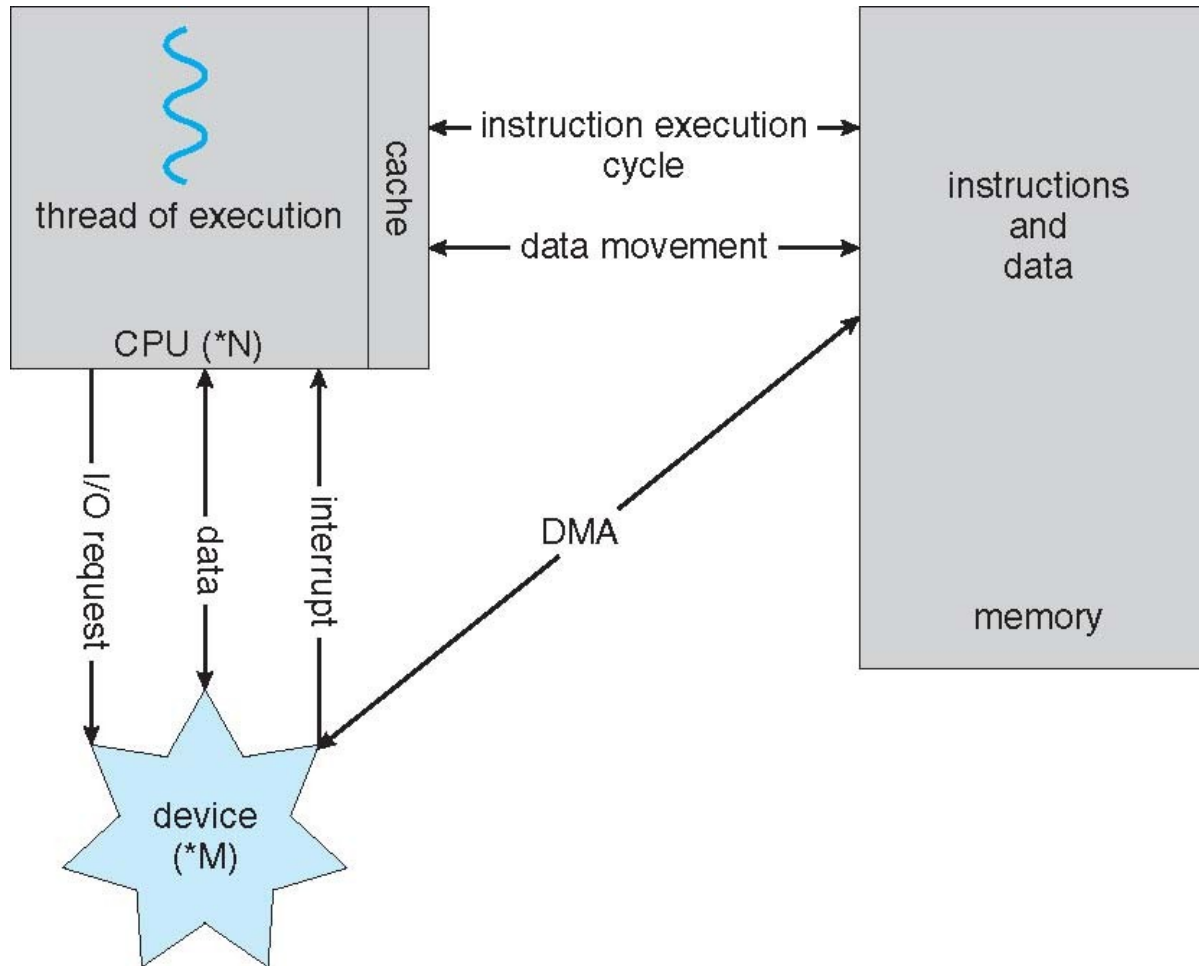 thread of execution
cache
CPU (*N)
instruction execution
cycle
data movement
instructions
and
data
memory
I/O request
data
interrupt
DMA
device
(*M)